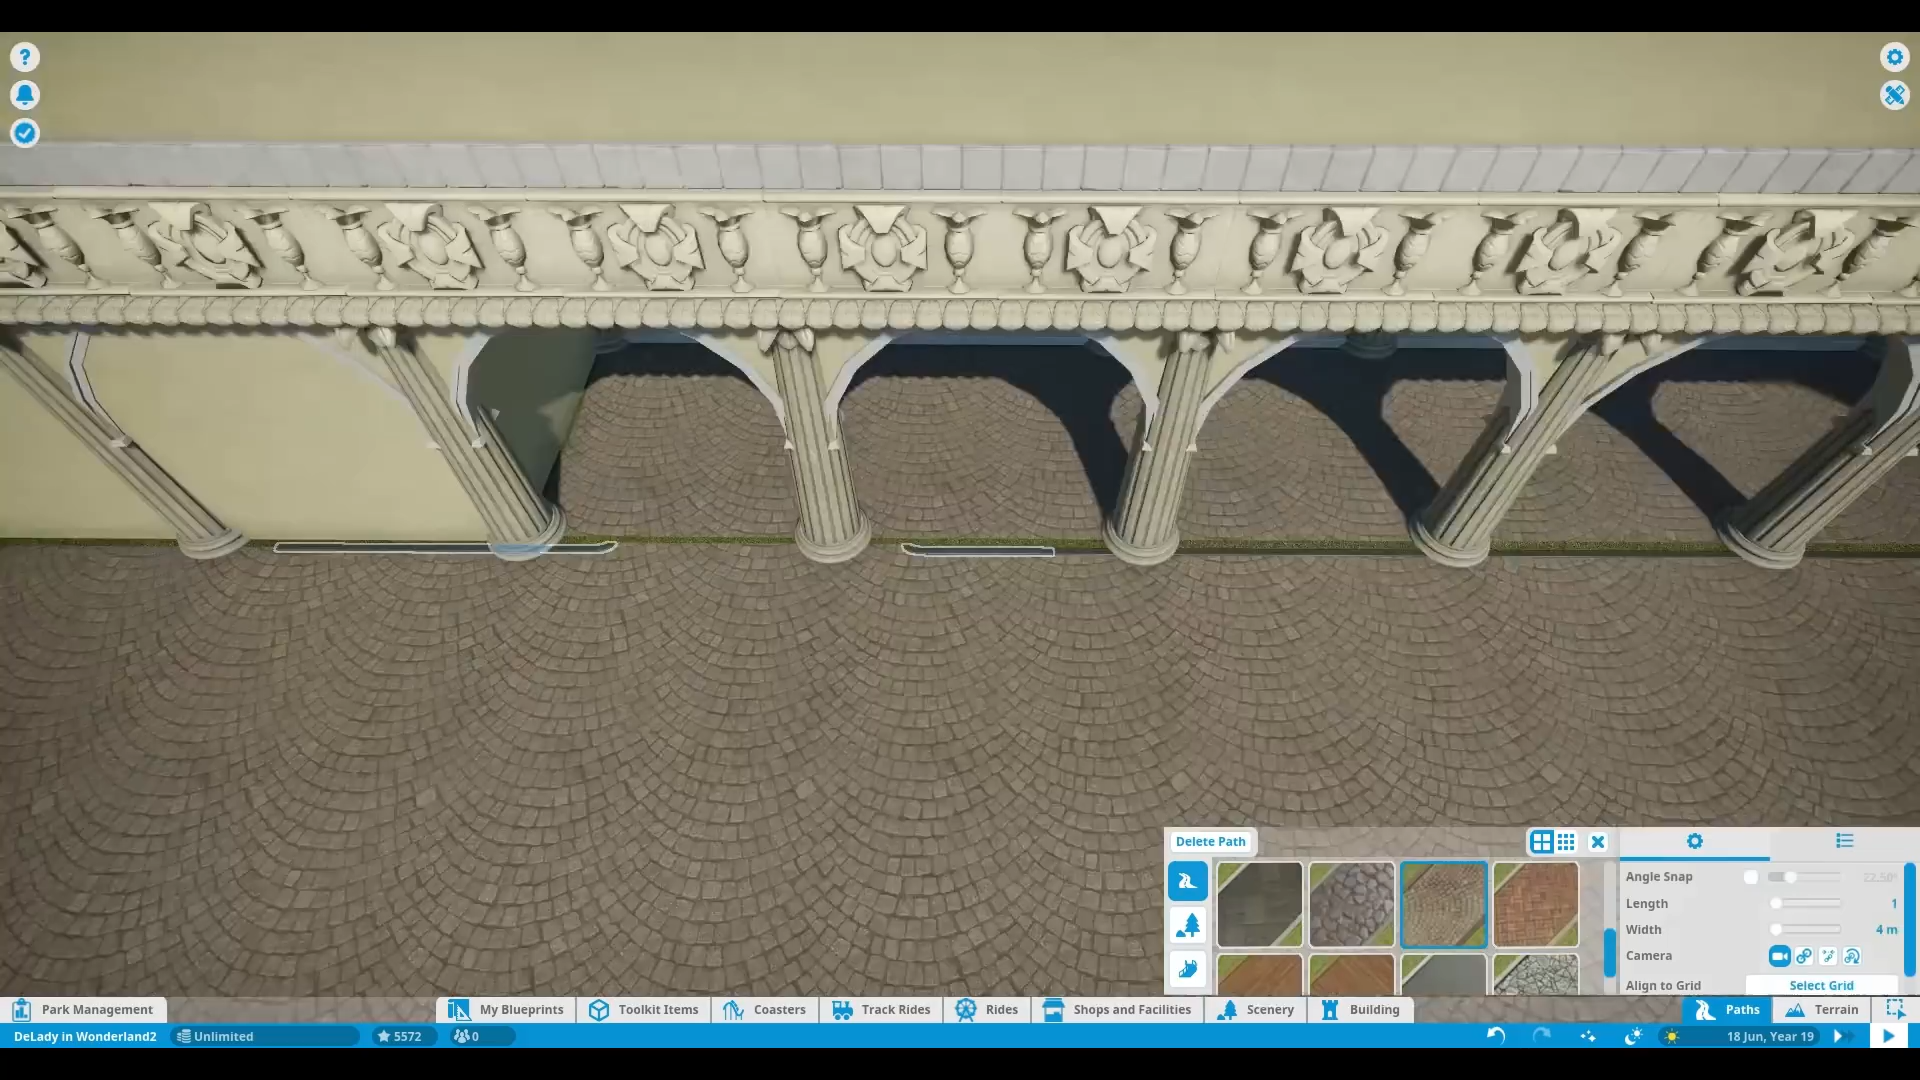 ?
Delete Path
Angle Snap 22.50°
Length 1
Width 4 m
Camera
Align to Grid Select Grid
Park Management My Blueprints Toolkit Items Coasters Track Rides Rides Shops and Facilities Scenery Building Paths Terrain
DeLady in Wonderland2 Unlimited 5572 0 18 Jun, Year 19